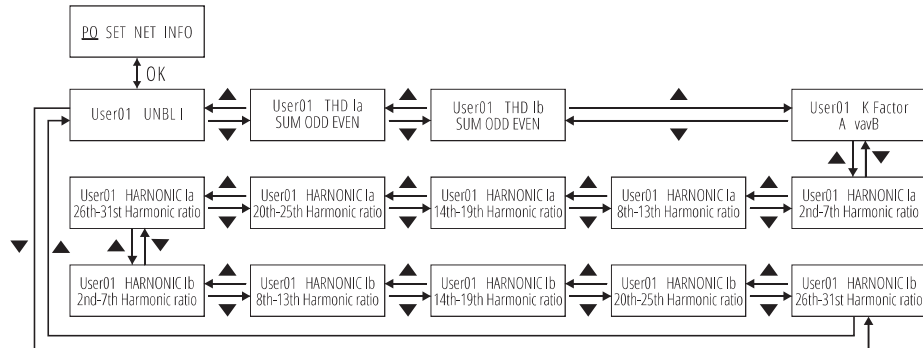 PQ SET NET INFO
OK
User01 UNBL I
User01 THD Ia
SUM ODD EVEN
User01 THD Ib
SUM ODD EVEN
User01 K Factor
A vavB
User01 HARNONIC Ia
26th-31st Harmonic ratio
User01 HARNONIC Ia
20th-25th Harmonic ratio
User01 HARNONIC Ia
14th-19th Harmonic ratio
User01 HARNONIC Ia
8th-13th Harmonic ratio
User01 HARNONIC Ia
2nd-7th Harmonic ratio
User01 HARNONIC Ib
2nd-7th Harmonic ratio
User01 HARNONIC Ib
8th-13th Harmonic ratio
User01 HARNONIC Ib
14th-19th Harmonic ratio
User01 HARNONIC Ib
20th-25th Harmonic ratio
User01 HARNONIC Ib
26th-31st Harmonic ratio